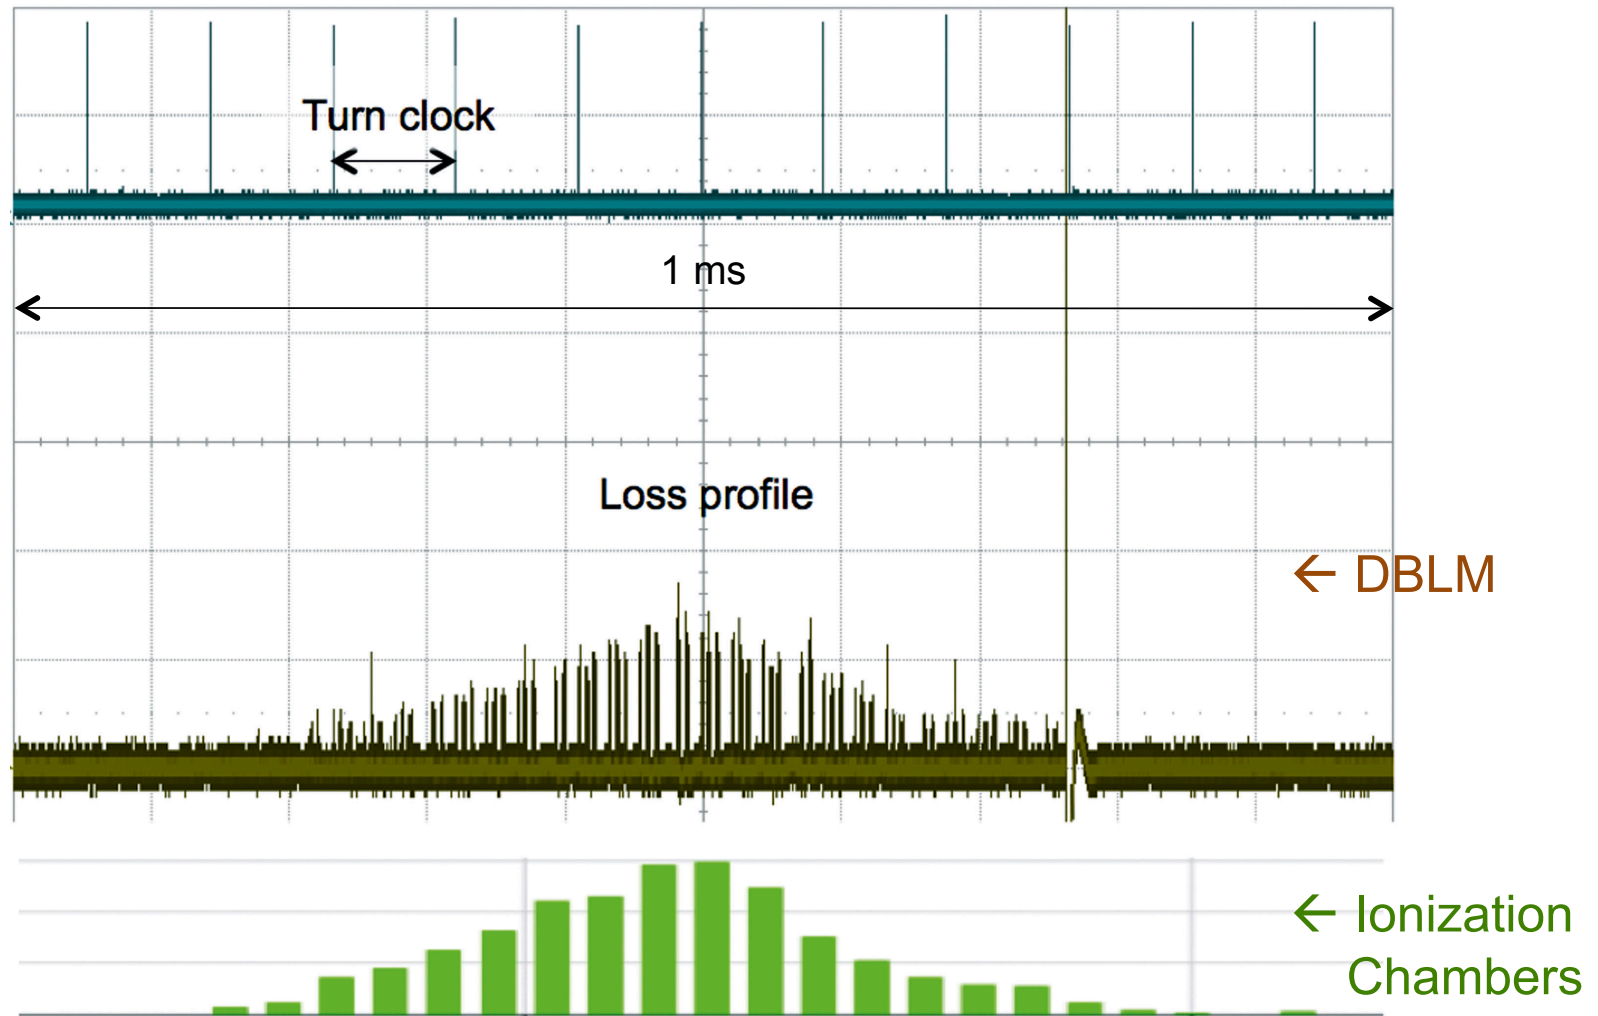 Turn clock
1 ms
Loss profile
← DBLM
← Ionization
Chambers